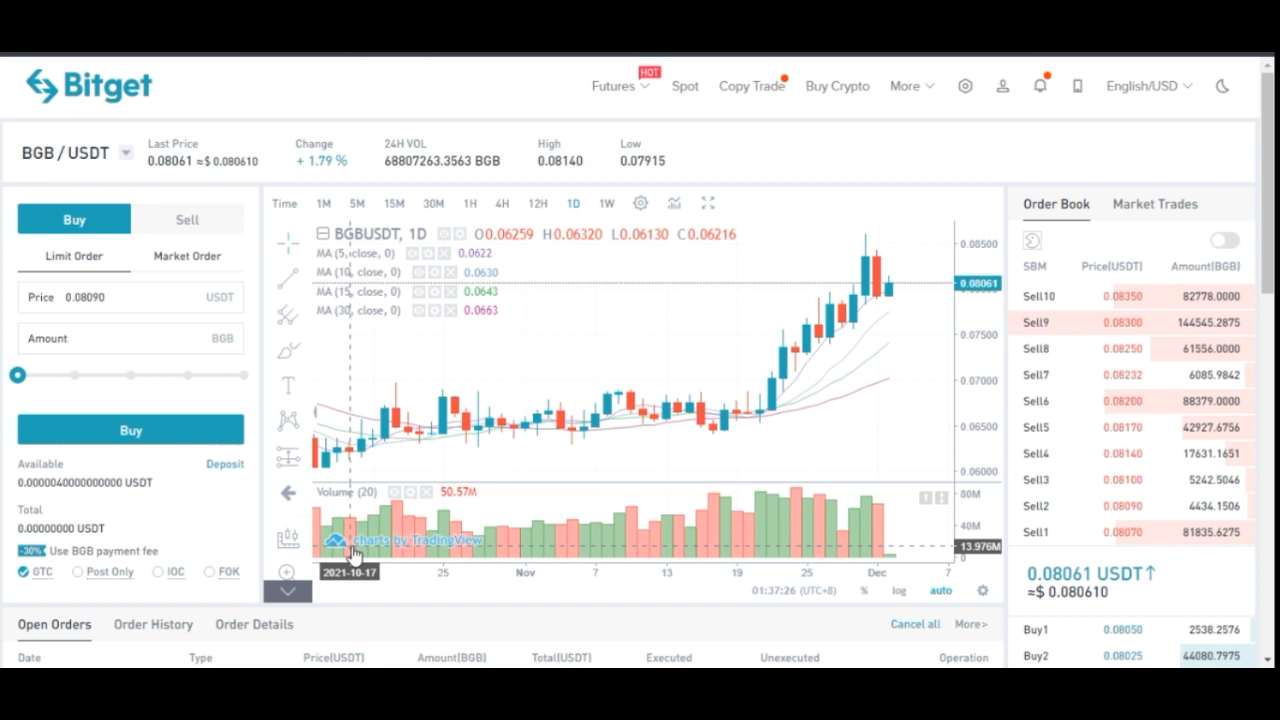 Bitget
Futures HOT Spot Copy Trade Buy Crypto More English/USD
BGB / USDT
Last Price Change 24H VOL High Low
0.08061 ≈$ 0.080610 + 1.79 % 68807263.3563 BGB 0.08140 0.07915
Buy Sell
Limit Order Market Order
Price 0.08090 USDT
Amount BGB
Buy
Available Deposit
0.0000040000000000 USDT
Total
0.00000000 USDT
-30% Use BGB payment fee
GTC Post Only IOC FOK
Time 1M 5M 15M 30M 1H 4H 12H 1D 1W
BGBUSDT, 1D O0.06259 H0.06320 L0.06130 C0.06216
MA (5, close, 0) 0.0622
MA (10, close, 0) 0.0630
MA (15, close, 0) 0.0643
MA (30, close, 0) 0.0663
0.08500
0.08061
0.07500
0.07000
0.06500
0.06000
Volume (20) 50.57M
80M
40M
13.976M
0
charts by TradingView
2021-10-17 25 Nov 7 13 19 25 Dec 7
01:37:26 (UTC+8) % log auto
Order Book Market Trades
SBM Price(USDT) Amount(BGB)
Sell10 0.08350 82778.0000
Sell9 0.08300 144545.2875
Sell8 0.08250 61556.0000
Sell7 0.08232 6085.9842
Sell6 0.08200 88379.0000
Sell5 0.08170 42927.6756
Sell4 0.08140 17631.1651
Sell3 0.08100 5242.5046
Sell2 0.08090 4434.1506
Sell1 0.08070 81835.6275
0.08061 USDT↑
≈$ 0.080610
Buy1 0.08050 2538.2576
Buy2 0.08025 44080.7975
Open Orders Order History Order Details Cancel all More>
Date Type Price(USDT) Amount(BGB) Total(USDT) Executed Unexecuted Operation